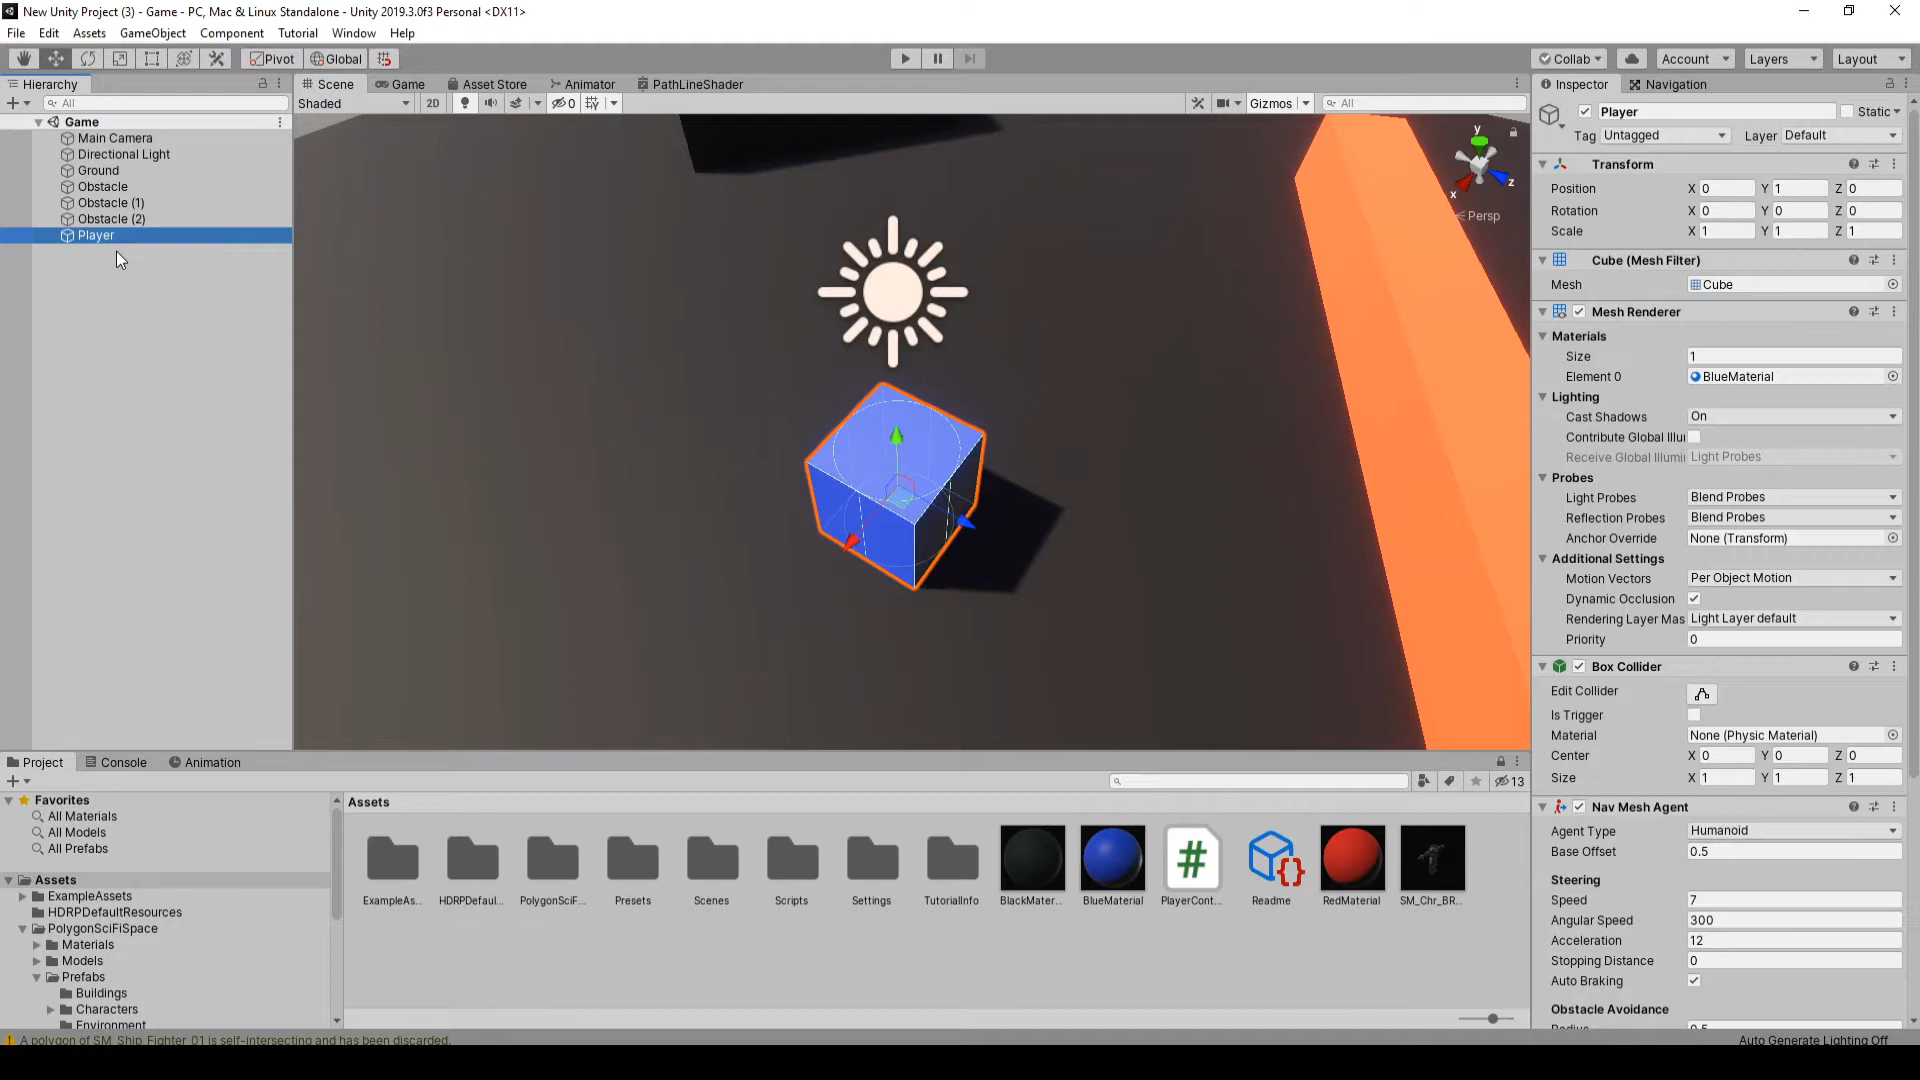 New Unity Project (3) - Game - PC, Mac & Linux Standalone - Unity 2019.3.0f3 Personal <DX11>
File Edit Assets GameObject Component Tutorial Window Help
Pivot Global Collab Account Layers Layout
Hierarchy
All
Game
Main Camera
Directional Light
Ground
Obstacle
Obstacle (1)
Obstacle (2)
Player
Scene Game Asset Store Animator PathLineShader
Shaded 2D 0 Gizmos All
y
x
z
Persp
Inspector Navigation
Player Static
Tag Untagged Layer Default
Transform
Position X 0 Y 1 Z 0
Rotation X 0 Y 0 Z 0
Scale X 1 Y 1 Z 1
Cube (Mesh Filter)
Mesh Cube
Mesh Renderer
Materials
Size 1
Element 0 BlueMaterial
Lighting
Cast Shadows On
Contribute Global Illui
Receive Global Illumin Light Probes
Probes
Light Probes Blend Probes
Reflection Probes Blend Probes
Anchor Override None (Transform)
Additional Settings
Motion Vectors Per Object Motion
Dynamic Occlusion
Rendering Layer Mas Light Layer default
Priority 0
Box Collider
Edit Collider
Is Trigger
Material None (Physic Material)
Center X 0 Y 0 Z 0
Size X 1 Y 1 Z 1
Nav Mesh Agent
Agent Type Humanoid
Base Offset 0.5
Steering
Speed 7
Angular Speed 300
Acceleration 12
Stopping Distance 0
Auto Braking
Obstacle Avoidance
Radius 0.5
Project Console Animation
13
Favorites
All Materials
All Models
All Prefabs
Assets
ExampleAssets
HDRPDefaultResources
PolygonSciFiSpace
Materials
Models
Prefabs
Buildings
Characters
Environment
Assets
ExampleAs... HDRPDefaul... PolygonSciF... Presets Scenes Scripts Settings TutorialInfo BlackMater... BlueMaterial PlayerCont... Readme RedMaterial SM_Chr_BR...
#
A polygon of SM_Ship_Fighter_01 is self-intersecting and has been discarded.
Auto Generate Lighting Off